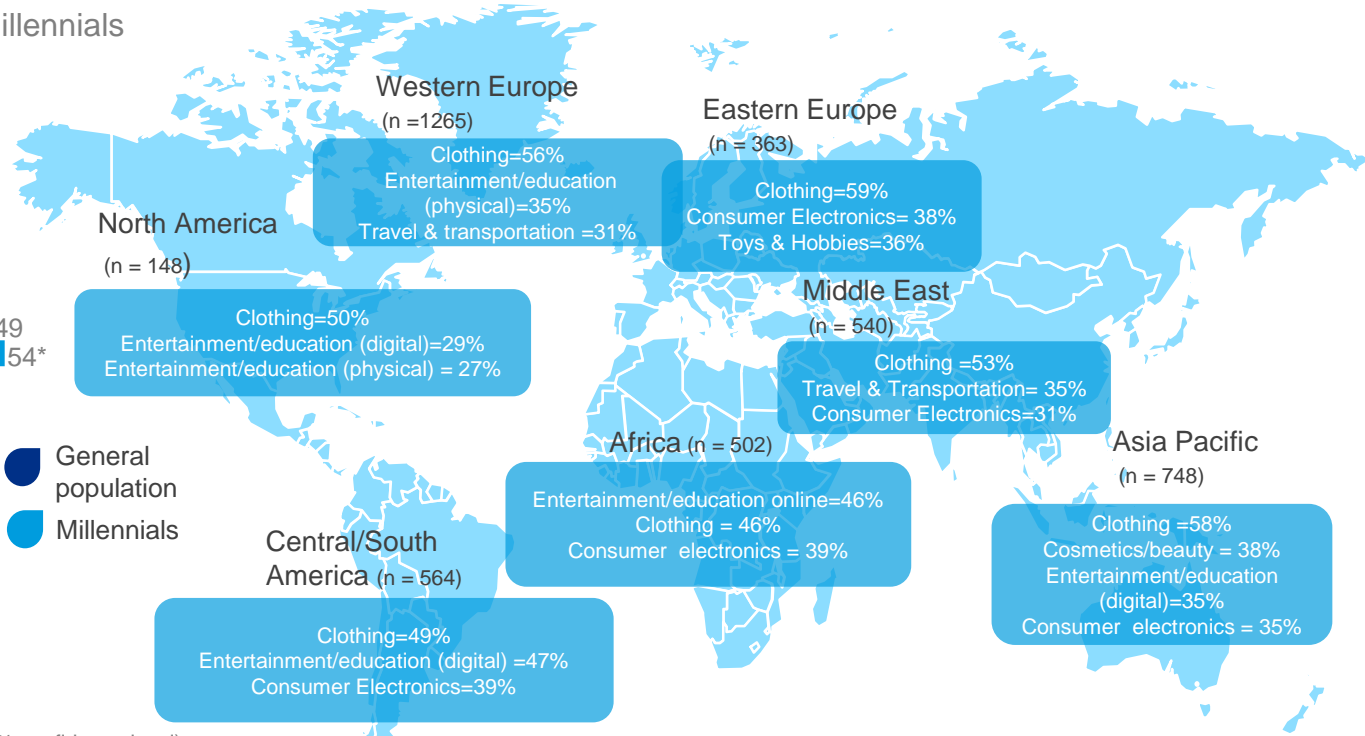 Millennials
Western Europe
(n =1265)
Clothing=56%
Entertainment/education
(physical)=35%
Travel & transportation =31%
Eastern Europe
(n = 363)
Clothing=59%
Consumer Electronics= 38%
Toys & Hobbies=36%
North America
(n = 148)
Clothing=50%
Entertainment/education (digital)=29%
Entertainment/education (physical) = 27%
49
54*
Middle East
(n = 540)
Clothing =53%
Travel & Transportation= 35%
Consumer Electronics=31%
General
population
Millennials
Africa (n = 502)
Entertainment/education online=46%
Clothing = 46%
Consumer electronics = 39%
Asia Pacific
(n = 748)
Clothing =58%
Cosmetics/beauty = 38%
Entertainment/education
(digital)=35%
Consumer electronics = 35%
Central/South
America (n = 564)
Clothing=49%
Entertainment/education (digital) =47%
Consumer Electronics=39%